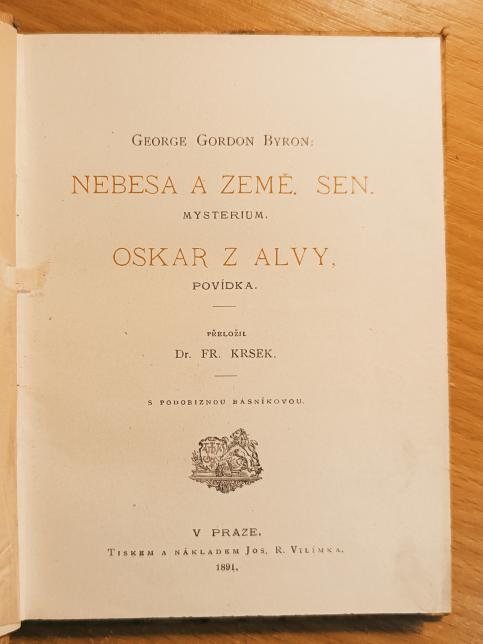 GEORGE GORDON BYRON:
NEBESA A ZEMĚ. SEN.
MYSTERIUM.
OSKAR Z ALVY,
POVÍDKA.
PŘELOŽIL
Dr. FR. KRSEK.
S PODOBIZNOU BÁSNÍKOVOU.
V PRAZE.
TISKEM A NÁKLADEM JOS. R. VILÍMKA.
1891.